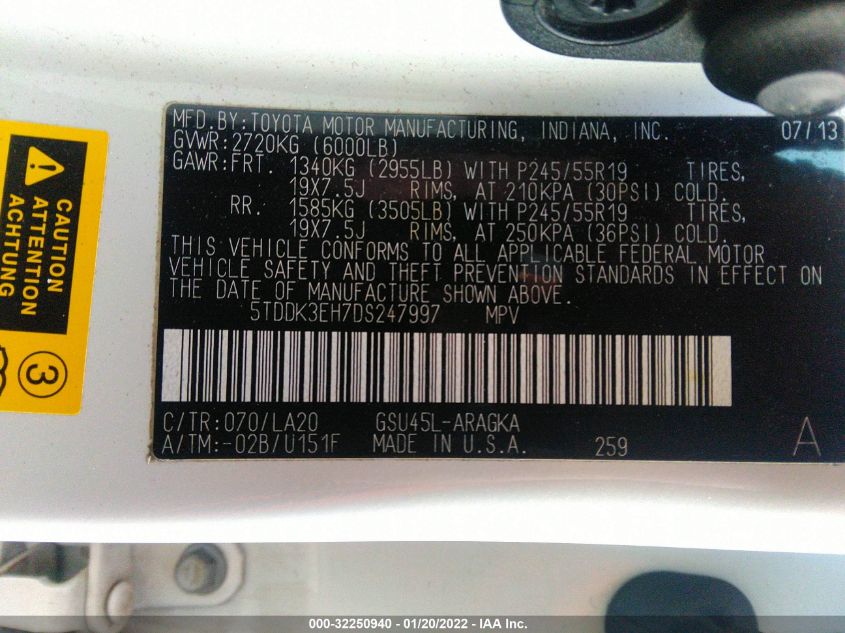 MFD. BY: TOYOTA MOTOR MANUFACTURING, INDIANA, INC. 07/13
GVWR: 2720KG (6000LB)
GAWR: FRT. 1340KG (2955LB) WITH P245/55R19 TIRES,
19X7.5J RIMS, AT 210KPA (30PSI) COLD.
RR. 1585KG (3505LB) WITH P245/55R19 TIRES,
19X7.5J RIMS, AT 250KPA (36PSI) COLD.
THIS VEHICLE CONFORMS TO ALL APPLICABLE FEDERAL MOTOR
VEHICLE SAFETY AND THEFT PREVENTION STANDARDS IN EFFECT ON
THE DATE OF MANUFACTURE SHOWN ABOVE.
5TDDK3EH7DS247997 MPV
C/TR: 070/LA20 GSU45L-ARAGKA
A/TM: -02B/U151F MADE IN U.S.A. 259 A
CAUTION
ATTENTION
ACHTUNG
3
000-32250940 - 01/20/2022 - IAA Inc.